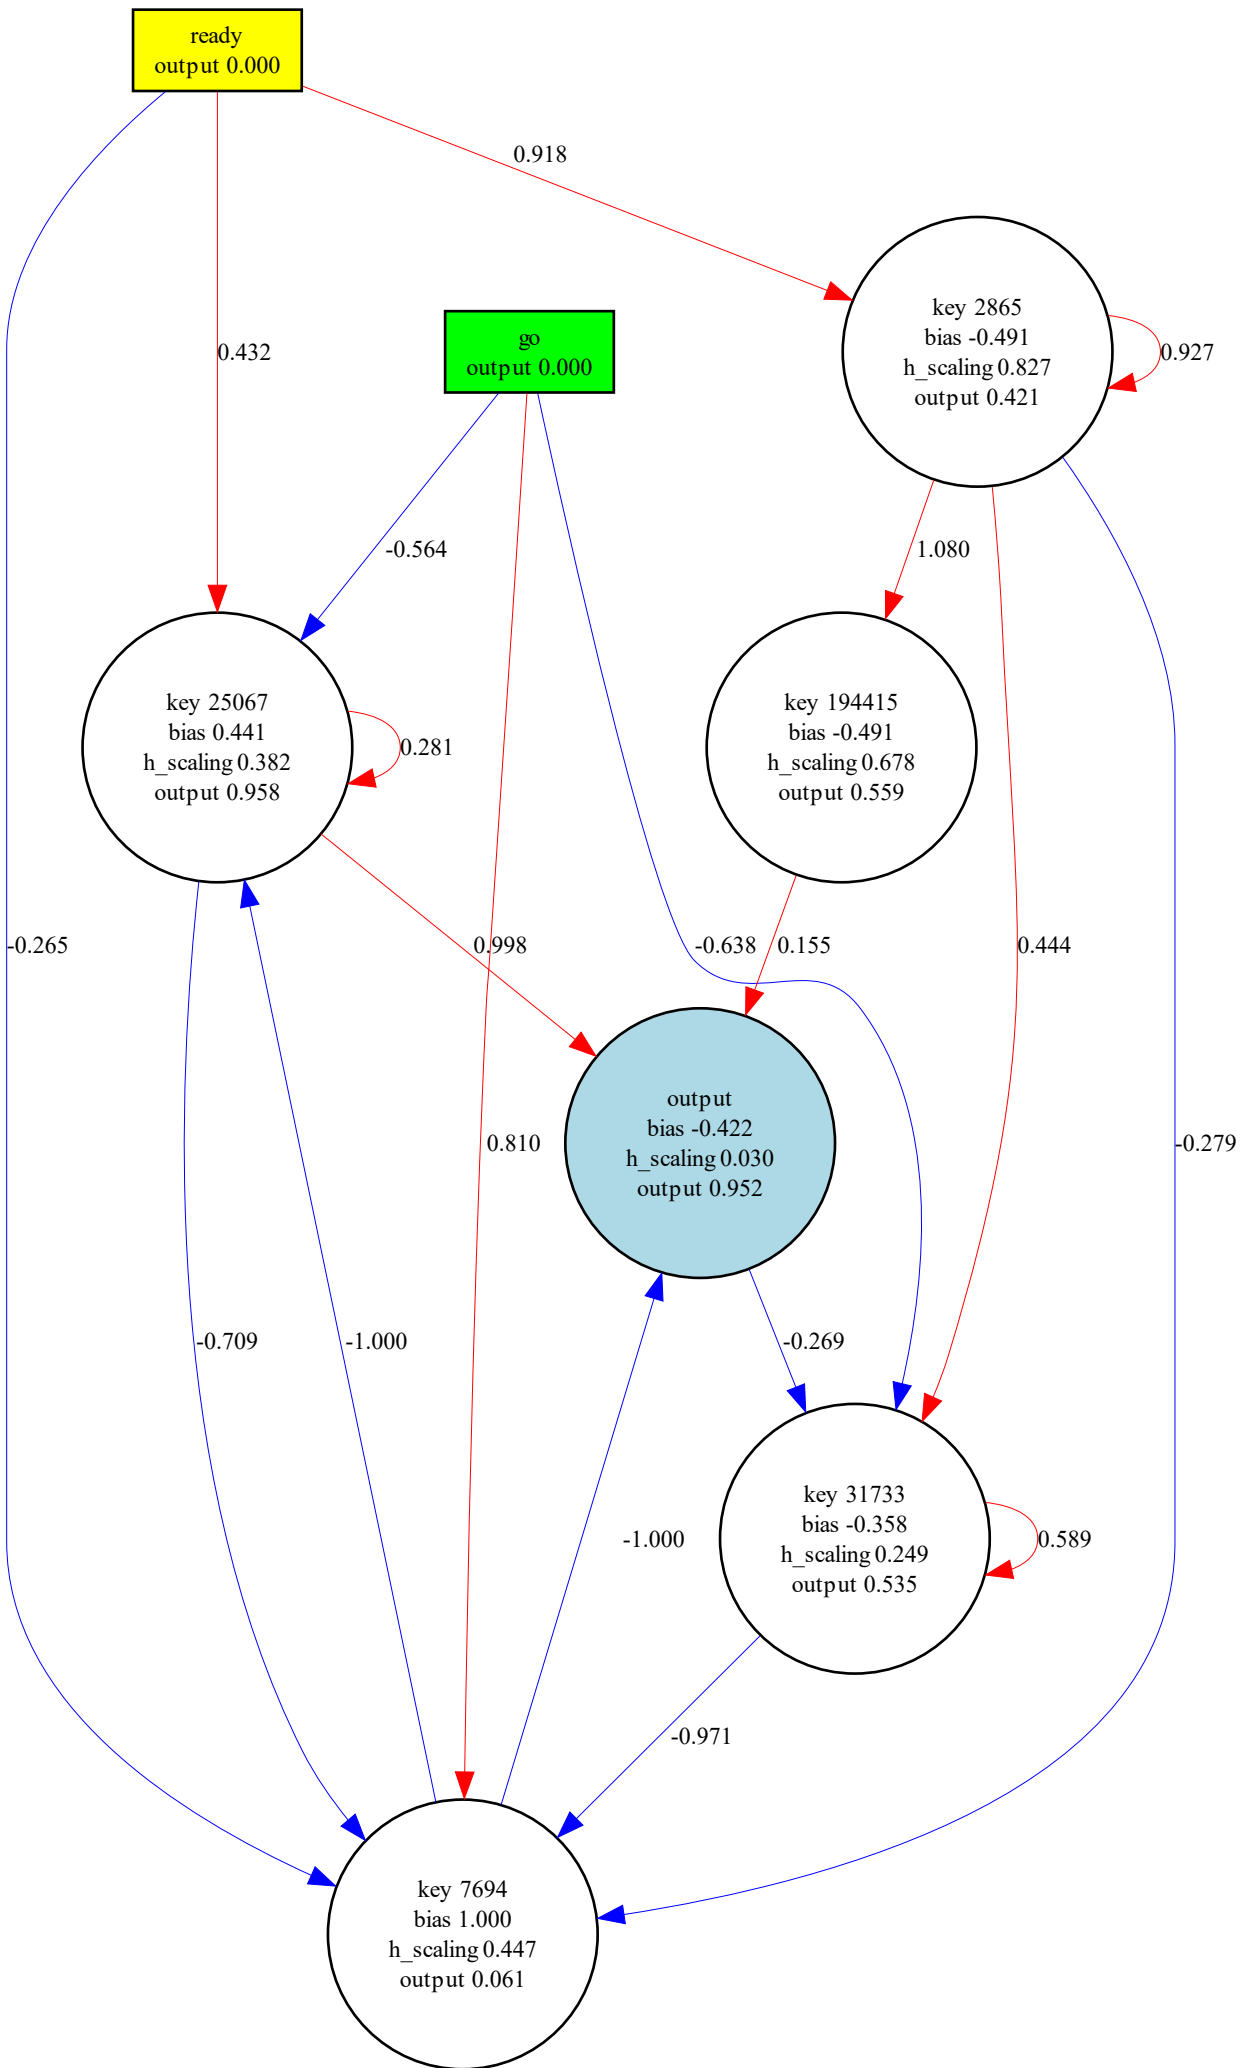 ready
output 0.000
0.918
key 2865
bias -0.491
h_scaling 0.827
output 0.421
0.927
go
output 0.000
0.432
-0.564
1.080
key 25067
bias 0.441
h_scaling 0.382
output 0.958
0.281
key 194415
bias -0.491
h_scaling 0.678
output 0.559
-0.265
0.998
-0.638
0.155
0.444
output
bias -0.422
h_scaling 0.030
output 0.952
0.810
-0.279
-0.709
-1.000
-0.269
key 31733
bias -0.358
h_scaling 0.249
output 0.535
-1.000
0.589
-0.971
key 7694
bias 1.000
h_scaling 0.447
output 0.061